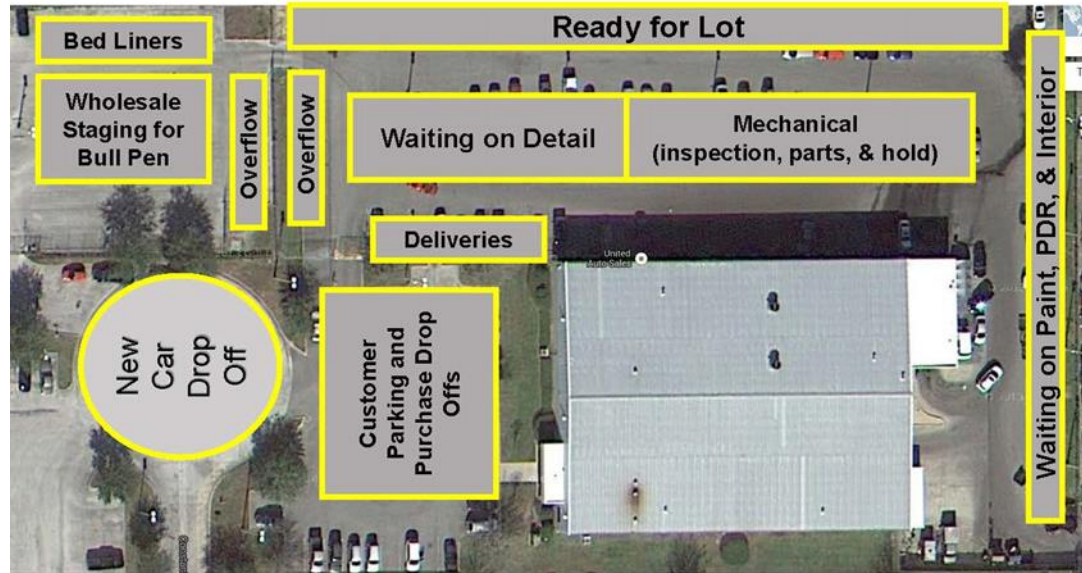 Ready for Lot
Bed Liners
Wholesale
Staging for
Bull Pen
Overflow
Overflow
Waiting on Detail
Mechanical
(inspection, parts, & hold)
Waiting on Paint, PDR, & Interior
Deliveries
United
Auto Sales
New
Car
Drop
Off
Customer
Parking and
Purchase Drop
Offs